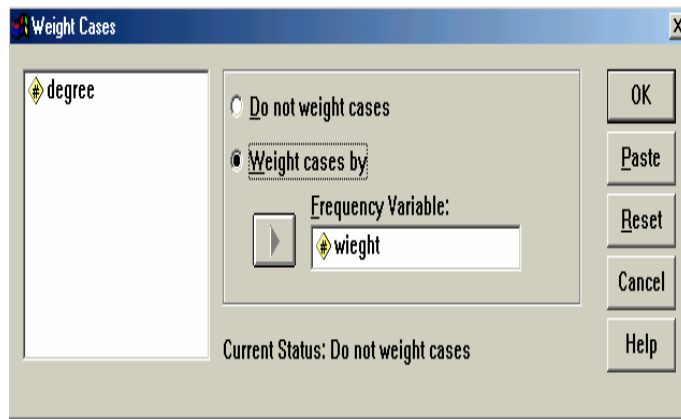 Weight Cases
degree
Do not weight cases
Weight cases by
Frequency Variable:
wieght
Current Status: Do not weight cases
OK
Paste
Reset
Cancel
Help